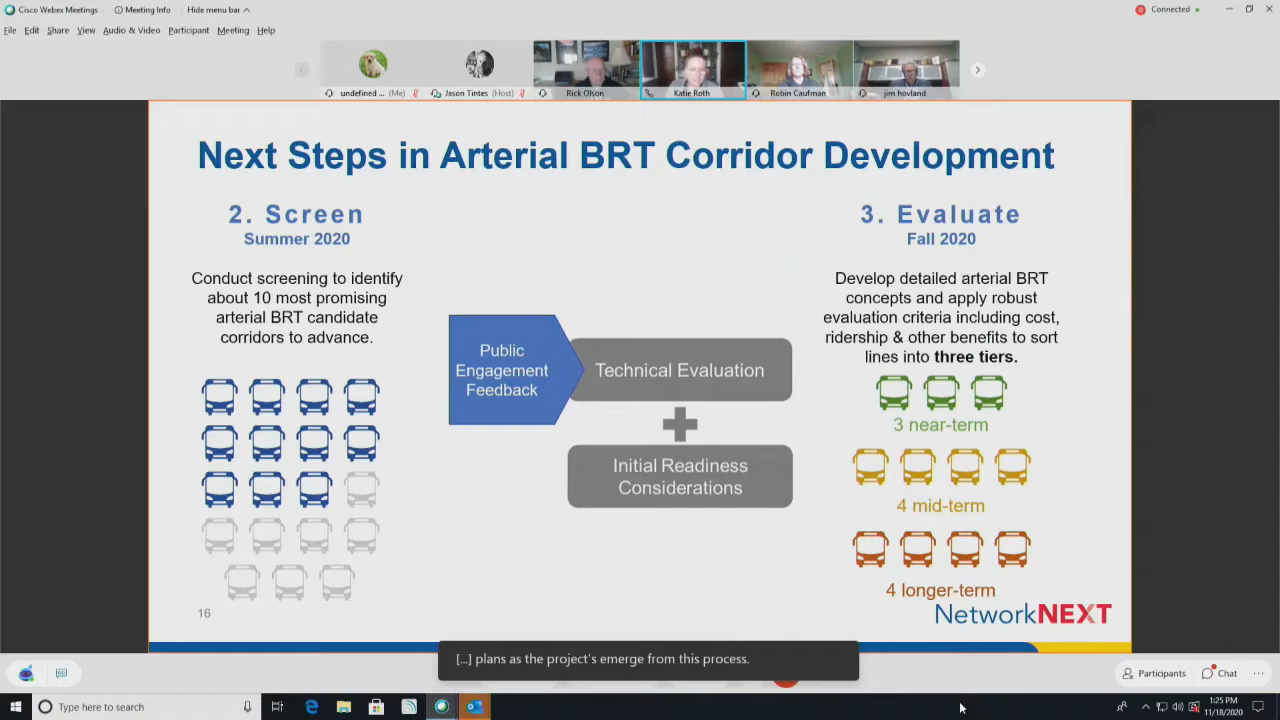 Cisco Webex Meetings
Meeting Info
Hide menu bar
Connected
File Edit Share View Audio & Video Participant Meeting Help
undefined ... (Me)
Jason Tintes (Host)
Rick Olson
Katie Roth
Robin Caufman
jim hovland
Next Steps in Arterial BRT Corridor Development
2. Screen
Summer 2020
Conduct screening to identify
about 10 most promising
arterial BRT candidate
corridors to advance.
Public
Engagement
Feedback
Technical Evaluation
Initial Readiness
Considerations
3. Evaluate
Fall 2020
Develop detailed arterial BRT
concepts and apply robust
evaluation criteria including cost,
ridership & other benefits to sort
lines into three tiers.
3 near-term
4 mid-term
4 longer-term
16
NetworkNEXT
[...] plans as the project's emerge from this process.
Participants
Chat
Type here to search
1:25 PM
11/18/2020